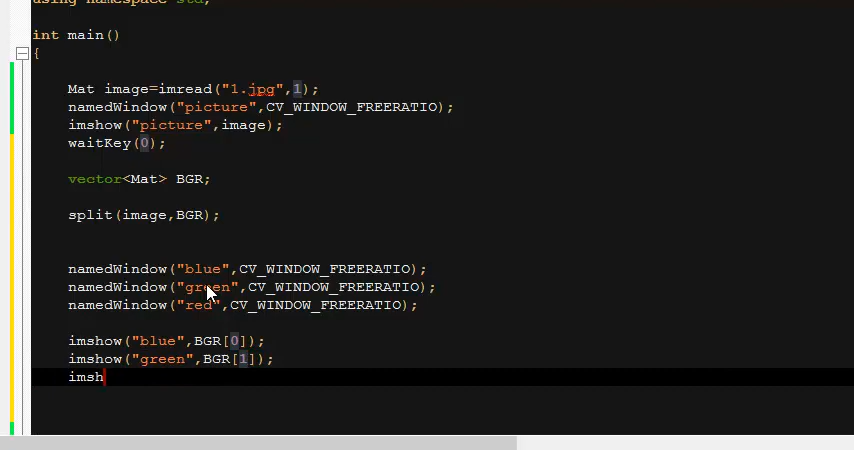 using namespace std;
int main()
{
Mat image=imread("1.jpg",1);
namedWindow("picture",CV_WINDOW_FREERATIO);
imshow("picture",image);
waitKey(0);
vector<Mat> BGR;
split(image,BGR);
namedWindow("blue",CV_WINDOW_FREERATIO);
namedWindow("green",CV_WINDOW_FREERATIO);
namedWindow("red",CV_WINDOW_FREERATIO);
imshow("blue",BGR[0]);
imshow("green",BGR[1]);
imsh